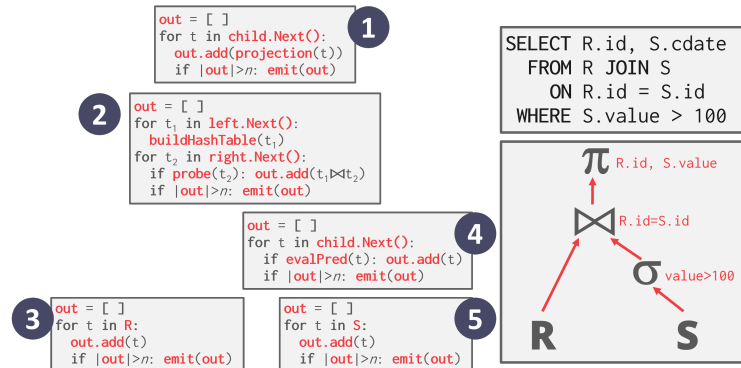 1
out = [ ]
for t in child.Next():
out.add(projection(t))
if |out|>n: emit(out)
2
out = [ ]
for t₁ in left.Next():
buildHashTable(t₁)
for t₂ in right.Next():
if probe(t₂): out.add(t₁⋈t₂)
if |out|>n: emit(out)
4
out = [ ]
for t in child.Next():
if evalPred(t): out.add(t)
if |out|>n: emit(out)
3
out = [ ]
for t in R:
out.add(t)
if |out|>n: emit(out)
5
out = [ ]
for t in S:
out.add(t)
if |out|>n: emit(out)
SELECT R.id, S.cdate
FROM R JOIN S
ON R.id = S.id
WHERE S.value > 100
π R.id, S.value
⋈ R.id=S.id
σ value>100
R S